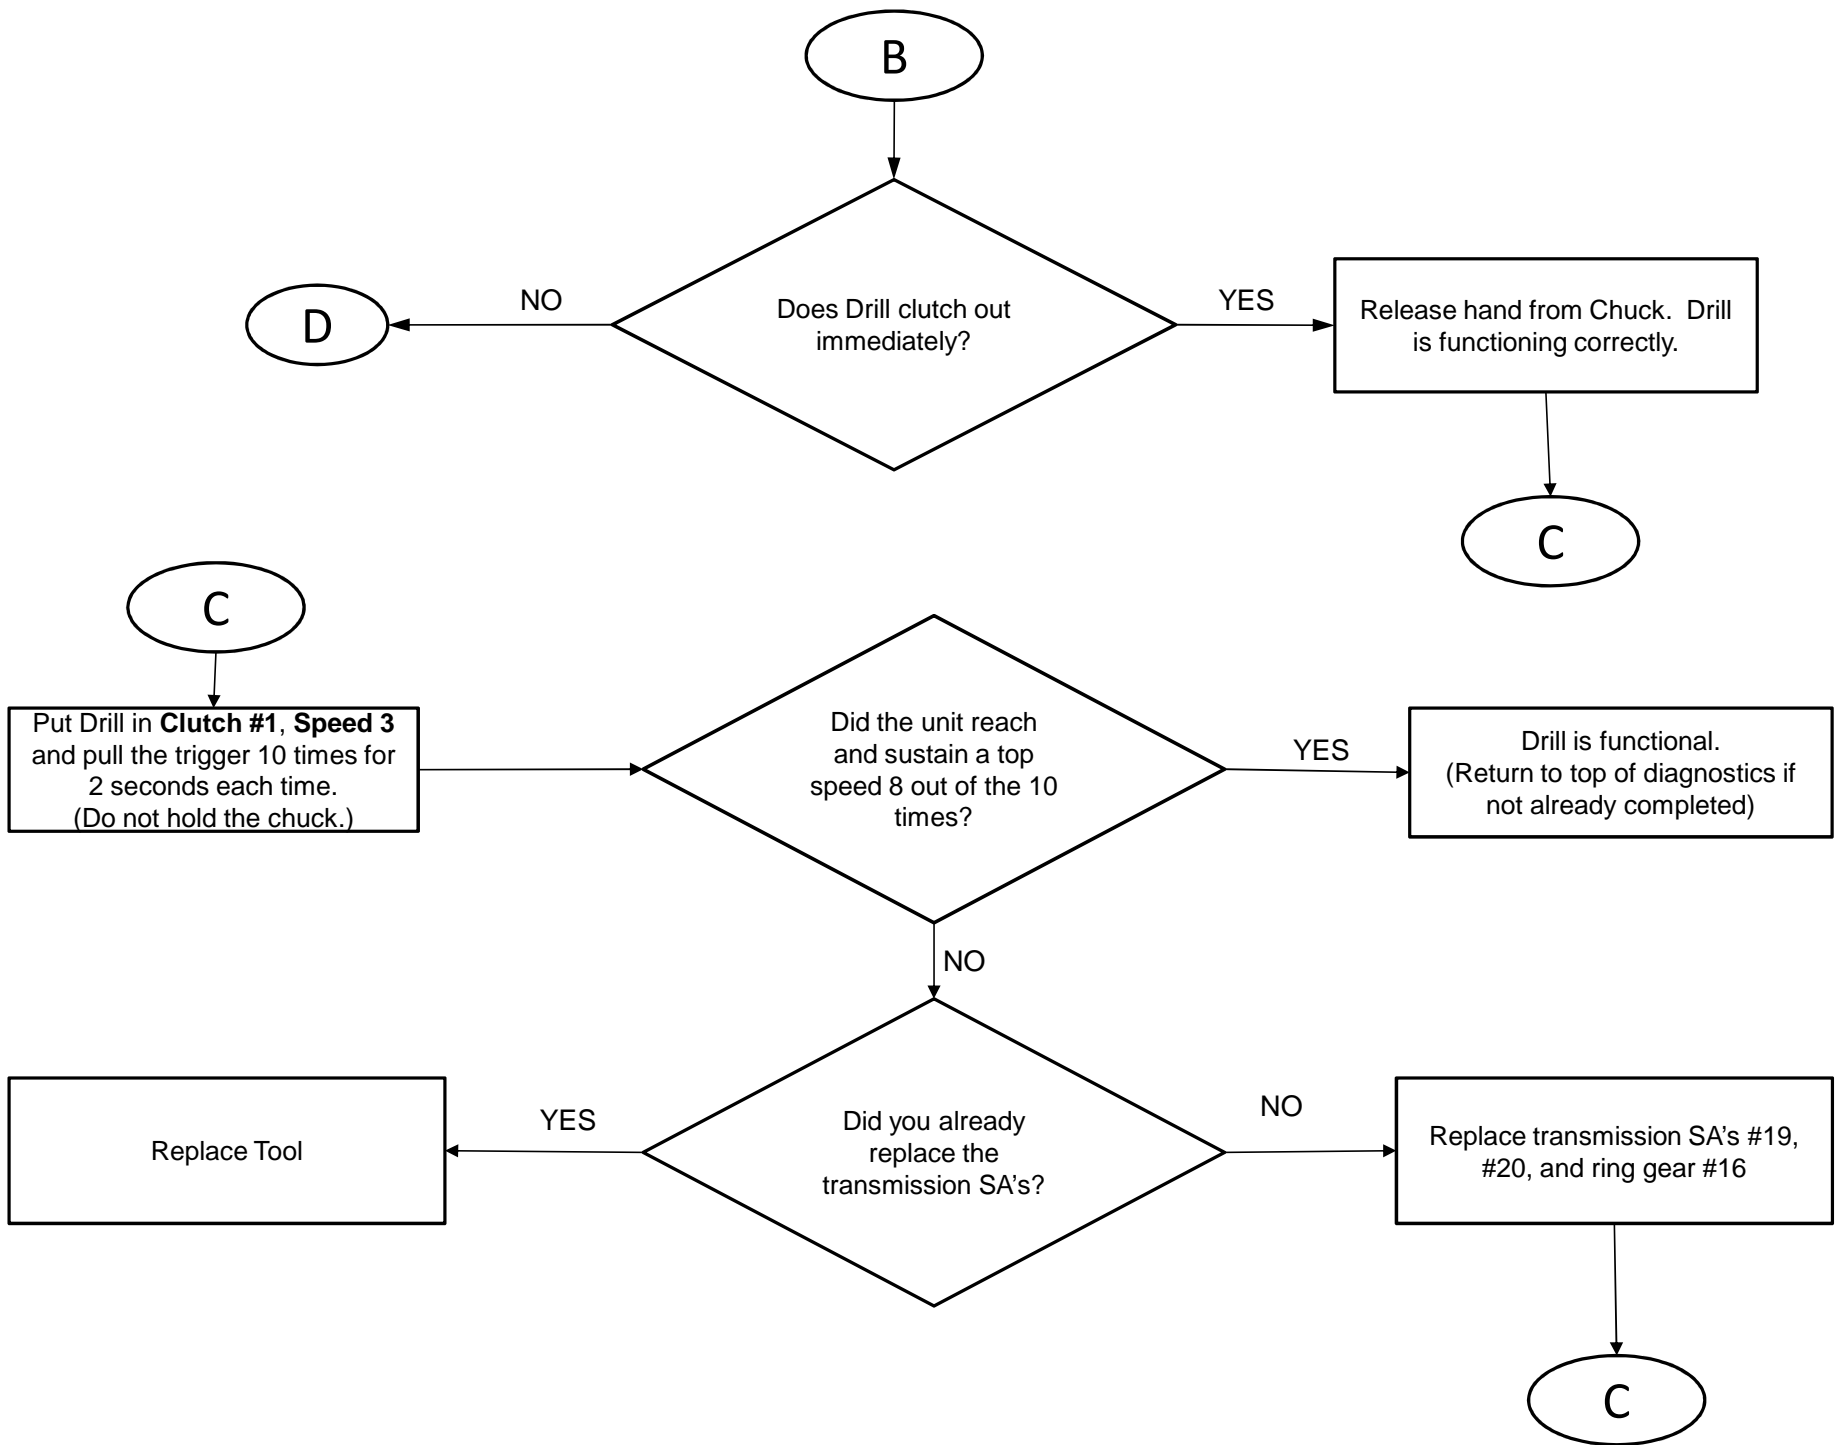 B
Does Drill clutch out
immediately?
NO
D
YES
Release hand from Chuck.  Drill
is functioning correctly.
C
C
Put Drill in Clutch #1, Speed 3
and pull the trigger 10 times for
2 seconds each time.
(Do not hold the chuck.)
Did the unit reach
and sustain a top
speed 8 out of the 10
times?
YES
Drill is functional.
(Return to top of diagnostics if
not already completed)
NO
Did you already
replace the
transmission SA’s?
YES
Replace Tool
NO
Replace transmission SA’s #19,
#20, and ring gear #16
C